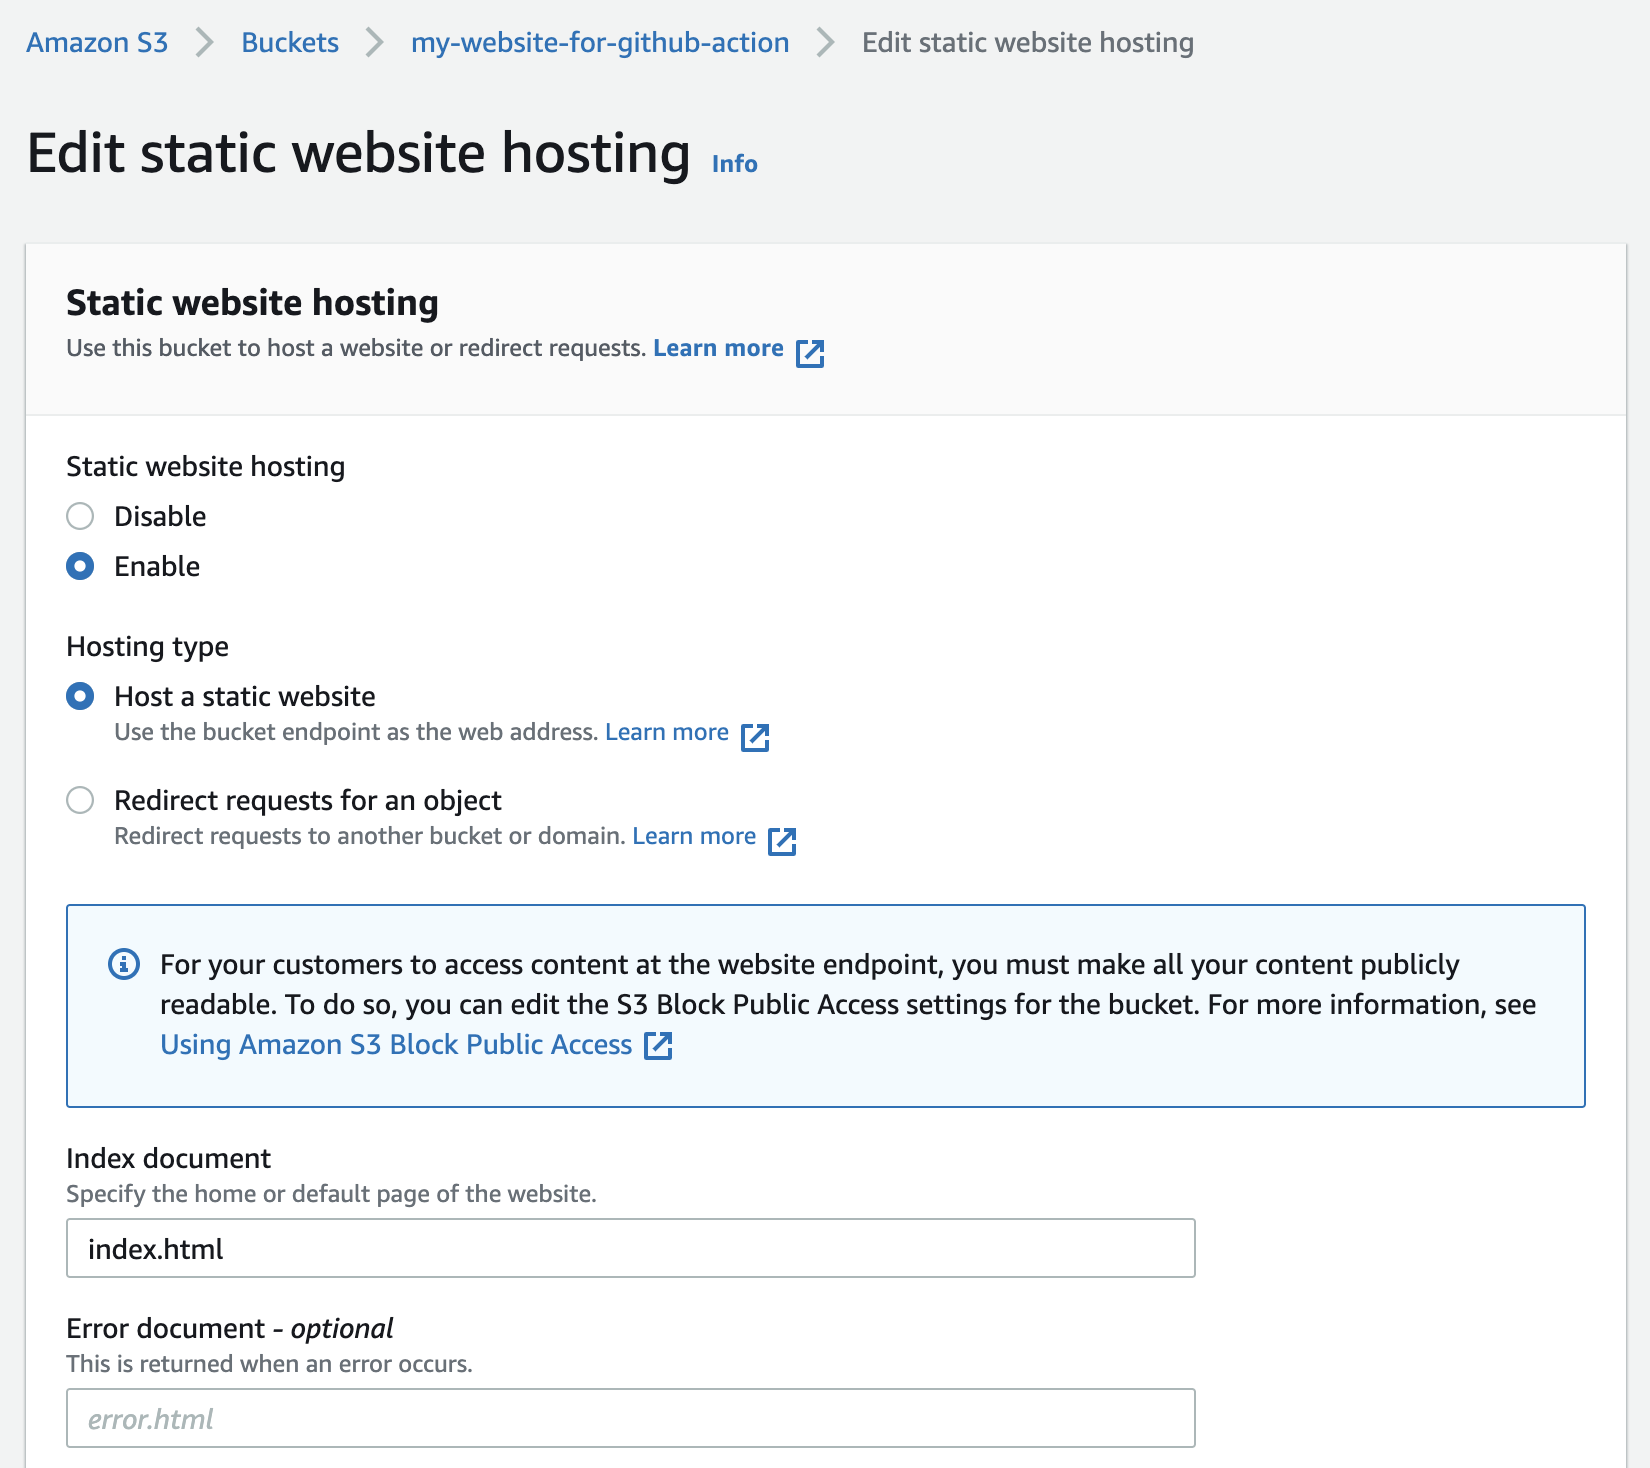 Amazon S3 > Buckets > my-website-for-github-action > Edit static website hosting
Edit static website hosting Info
Static website hosting
Use this bucket to host a website or redirect requests. Learn more
Static website hosting
Disable
Enable
Hosting type
Host a static website
Use the bucket endpoint as the web address. Learn more
Redirect requests for an object
Redirect requests to another bucket or domain. Learn more
For your customers to access content at the website endpoint, you must make all your content publicly
readable. To do so, you can edit the S3 Block Public Access settings for the bucket. For more information, see
Using Amazon S3 Block Public Access
Index document
Specify the home or default page of the website.
index.html
Error document - optional
This is returned when an error occurs.
error.html